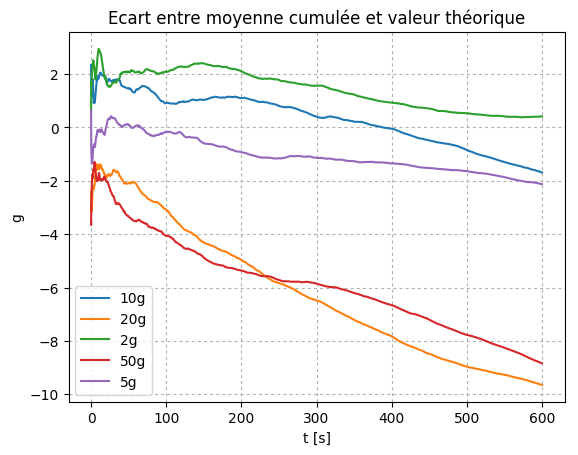 Ecart entre moyenne cumulée et valeur théorique
g
2
0
−2
−4
−6
−8
−10
10g
20g
2g
50g
5g
0 100 200 300 400 500 600
t [s]